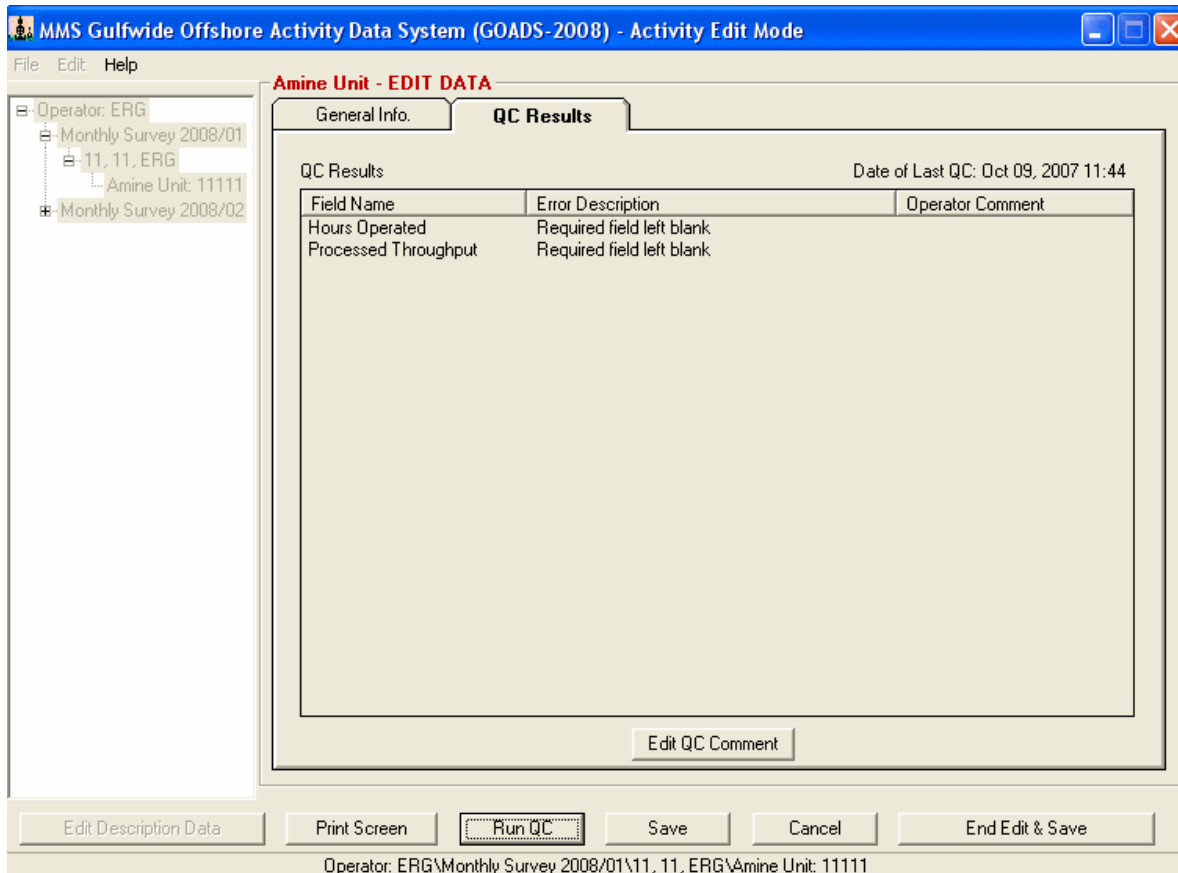 MMS Gulfwide Offshore Activity Data System (GOADS-2008) - Activity Edit Mode
File Edit Help
Operator: ERG
Monthly Survey 2008/01
11, 11, ERG
Amine Unit: 11111
Monthly Survey 2008/02
Amine Unit - EDIT DATA
General Info. QC Results
QC Results Date of Last QC: Oct 09, 2007 11:44
Field Name Error Description Operator Comment
Hours Operated Required field left blank
Processed Throughput Required field left blank
Edit QC Comment
Edit Description Data Print Screen Run QC Save Cancel End Edit & Save
Operator: ERG\Monthly Survey 2008/01\11, 11, ERG\Amine Unit: 11111